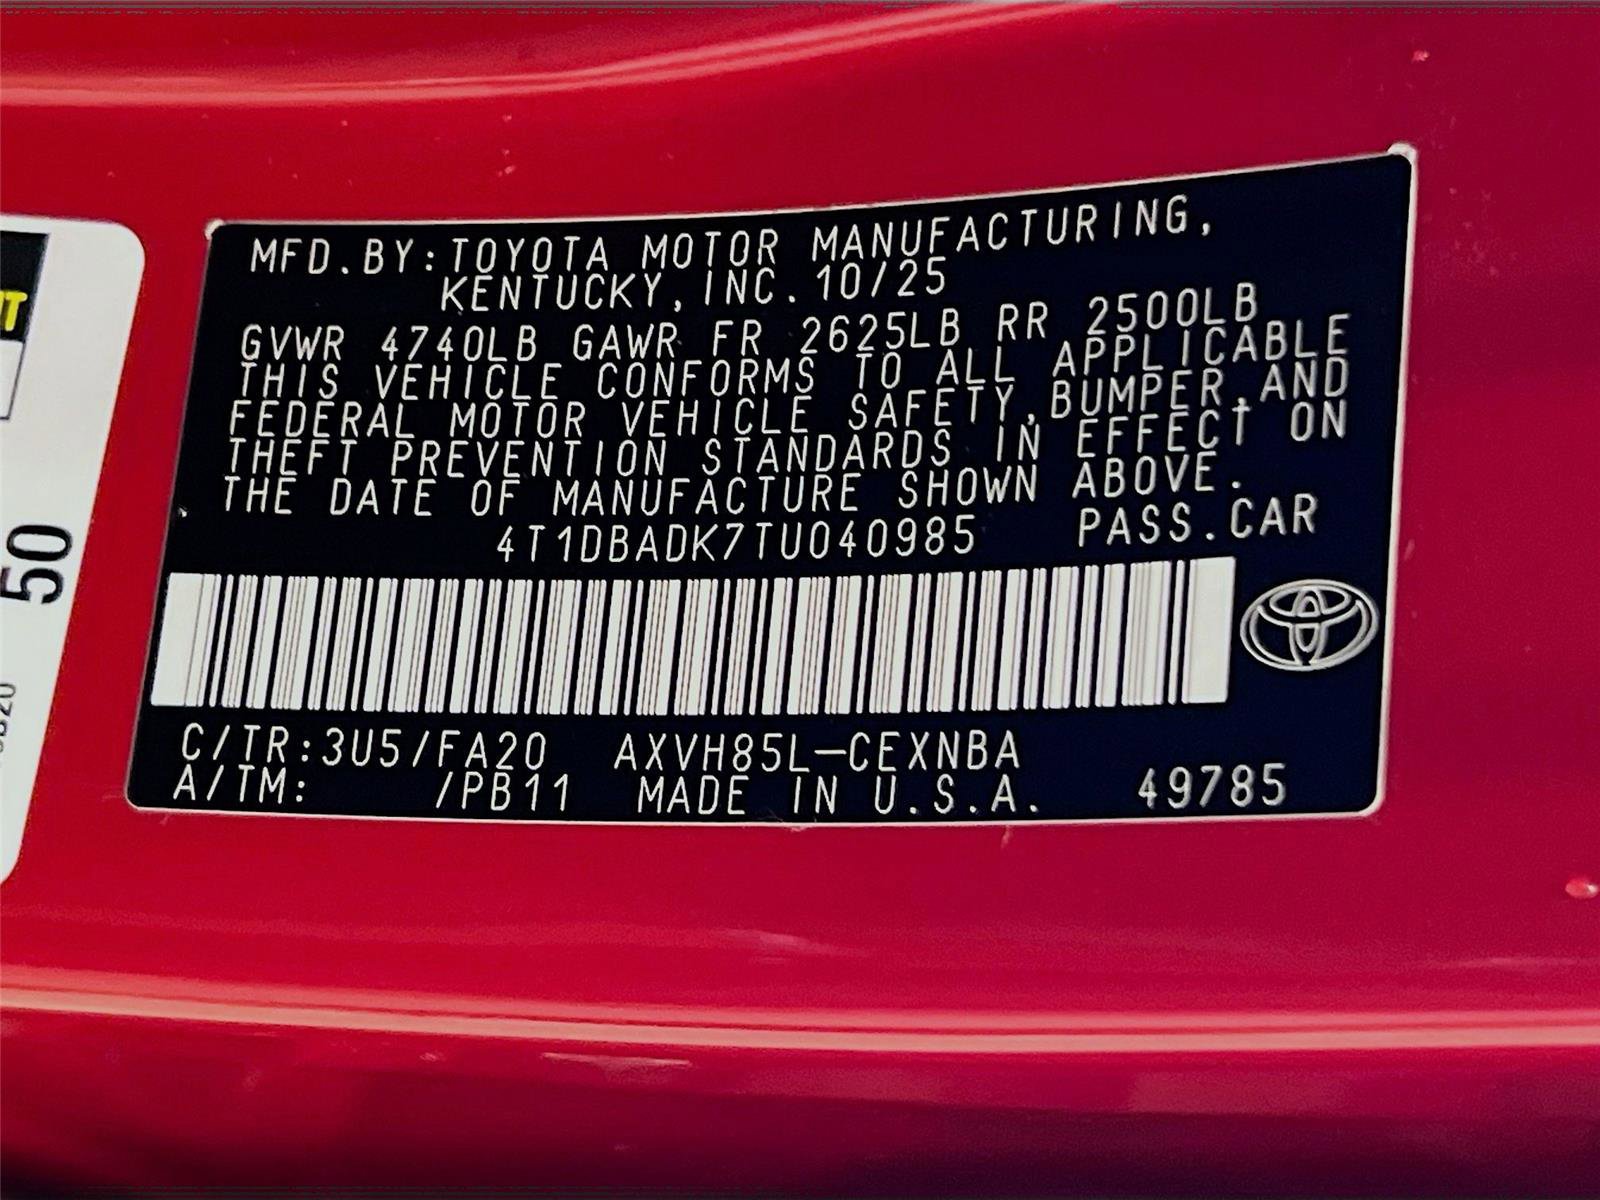 MFD.BY:TOYOTA MOTOR MANUFACTURING,
KENTUCKY, INC. 10/25
GVWR 4740LB GAWR FR 2625LB RR 2500LB
THIS VEHICLE CONFORMS TO ALL APPLICABLE
FEDERAL MOTOR VEHICLE SAFETY,BUMPER,AND
THEFT PREVENTION STANDARDS IN EFFECT ON
THE DATE OF MANUFACTURE SHOWN ABOVE.
4T1DBADK7TU040985 PASS.CAR
C/TR:3U5/FA20 AXVH85L-CEXNBA
A/TM: /PB11 MADE IN U.S.A. 49785
50